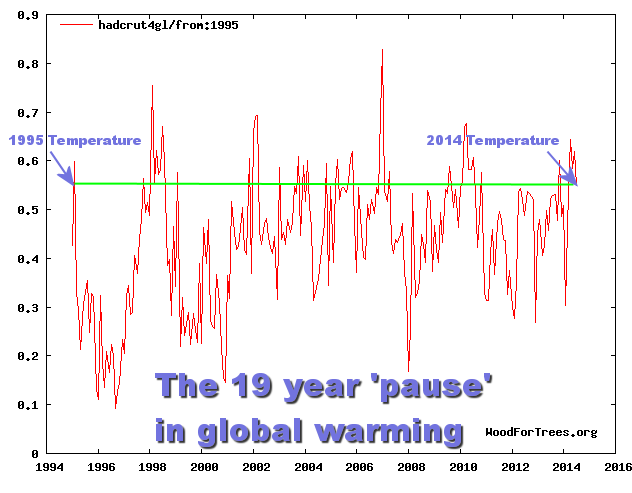 0.9
hadcrut4gl/from:1995
0.8
0.7
1995 Temperature
2014 Temperature
0.6
0.5
0.4
0.3
0.2
The 19 year 'pause'
0.1
in global warming
WoodForTrees.org
0
1994 1996 1998 2000 2002 2004 2006 2008 2010 2012 2014 2016